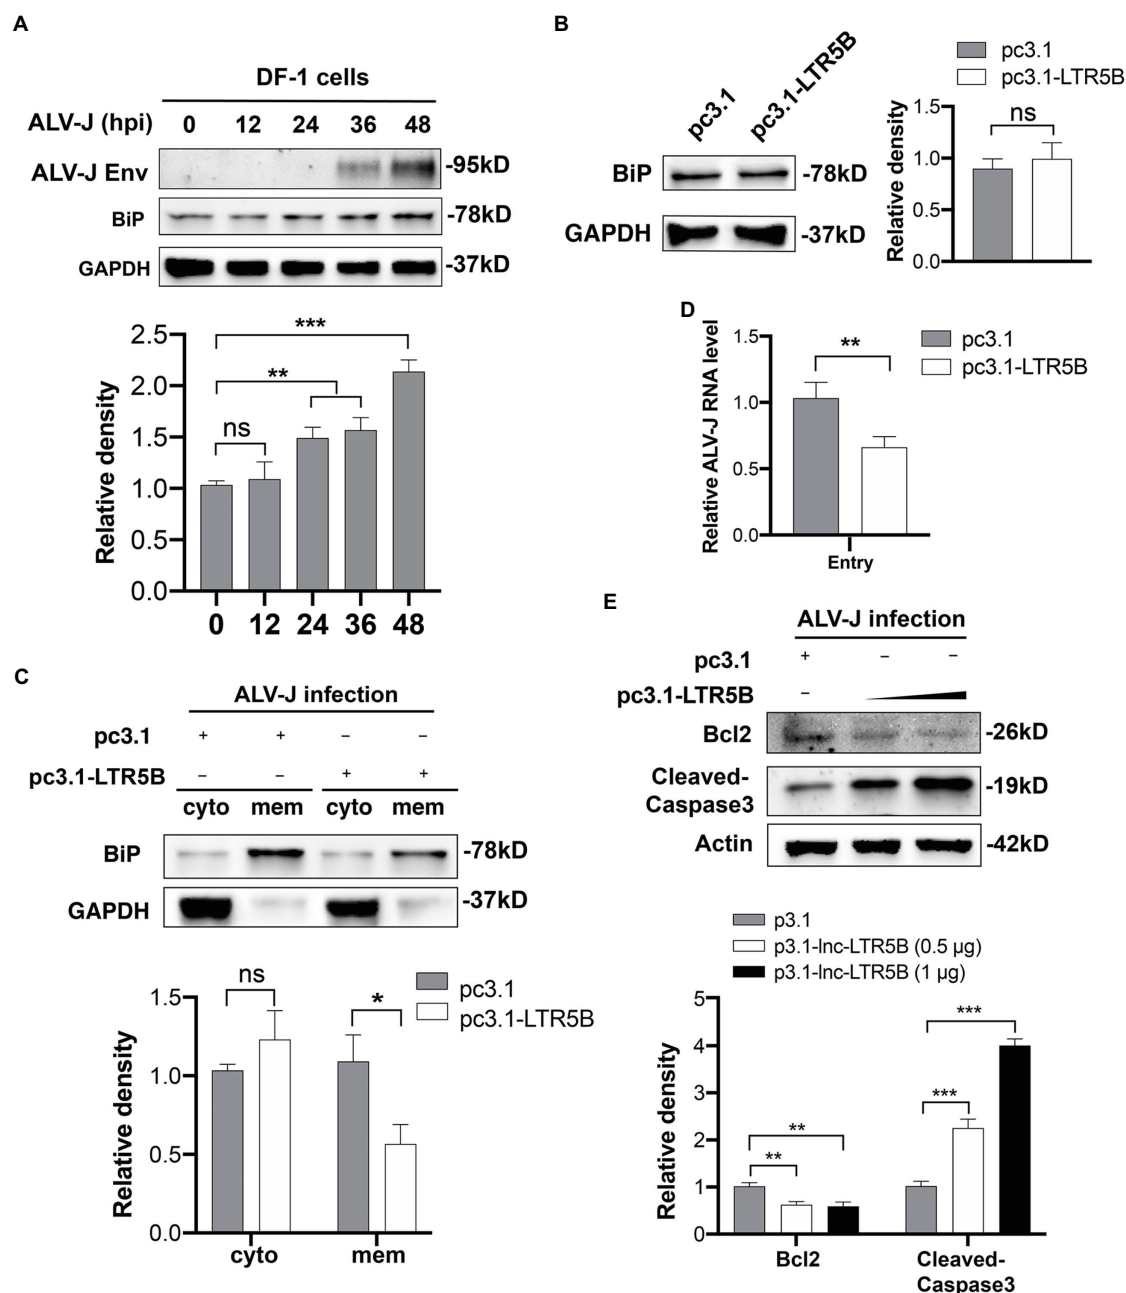 A
DF-1 cells
ALV-J (hpi) 0 12 24 36 48
ALV-J Env -95kD
BiP -78kD
GAPDH -37kD
***
**
ns
2.5
2.0
1.5
1.0
0.5
0.0
Relative density
0 12 24 36 48
B
pc3.1 pc3.1-LTR5B
BiP -78kD
GAPDH -37kD
pc3.1
pc3.1-LTR5B
ns
1.5
1.0
0.5
0.0
Relative density
C
ALV-J infection
pc3.1 + + − −
pc3.1-LTR5B − − + +
cyto mem cyto mem
BiP -78kD
GAPDH -37kD
ns
*
pc3.1
pc3.1-LTR5B
1.5
1.0
0.5
0.0
Relative density
cyto mem
D
**
pc3.1
pc3.1-LTR5B
1.5
1.0
0.5
0.0
Relative ALV-J RNA level
Entry
E
ALV-J infection
pc3.1 + − −
pc3.1-LTR5B −
Bcl2 -26kD
Cleaved-
Caspase3 -19kD
Actin -42kD
p3.1
p3.1-lnc-LTR5B (0.5 µg)
p3.1-lnc-LTR5B (1 µg)
***
***
**
**
5
4
3
2
1
0
Relative density
Bcl2 Cleaved-
Caspase3